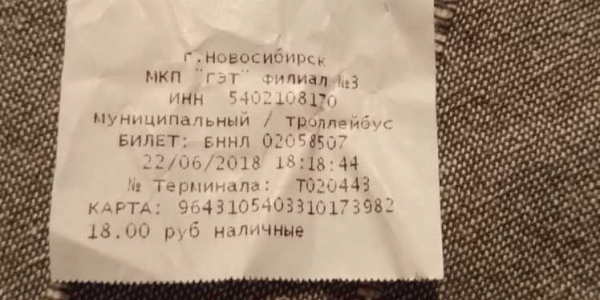 г.Новосибирск
МКП "ГЭТ" филиал №3
ИНН 5402108170
муниципальный / троллейбус
БИЛЕТ: БННЛ 02058507
22/06/2018 18:18:44
№ Терминала: Т020443
КАРТА: 9643105403310173982
18.00 руб наличные